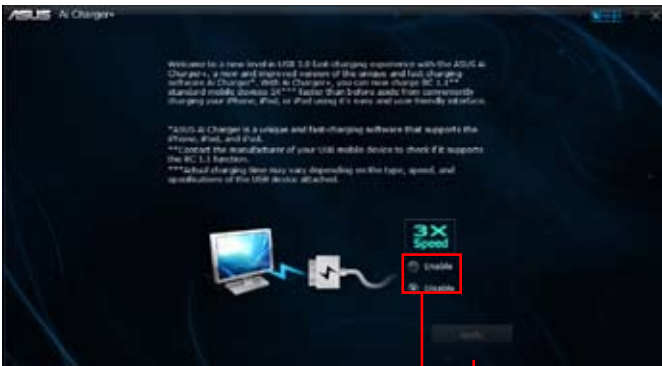 ASUS Ai Charger+
Welcome to a new level in USB 3.0 fast-charging experience with the ASUS Ai
Charger+, a new and improved version of the unique and fast charging
software Ai Charger*. With Ai Charger+, you can now charge BC 1.1**
standard mobile devices 3X*** faster than before aside from conveniently
charging your iPhone, iPod, or iPad using it's easy and user friendly interface.
*ASUS Ai Charger is a unique and fast-charging software that supports the
iPhone, iPod, and iPad.
**Contact the manufacturer of your USB mobile device to check if it supports
the BC 1.1 function.
***Actual charging time may vary depending on the type, speed, and
specifications of the USB device attached.
3X
Speed
Enable
Disable
Apply